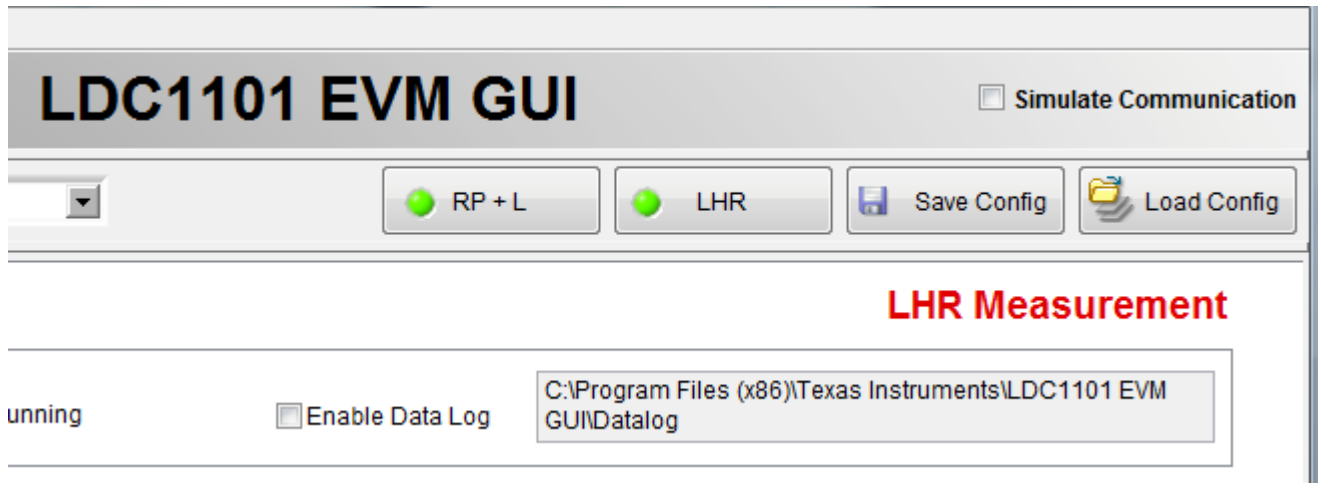 LDC1101 EVM GUI
Simulate Communication
RP + L
LHR
Save Config
Load Config
LHR Measurement
unning
Enable Data Log
C:\Program Files (x86)\Texas Instruments\LDC1101 EVM
GUI\Datalog